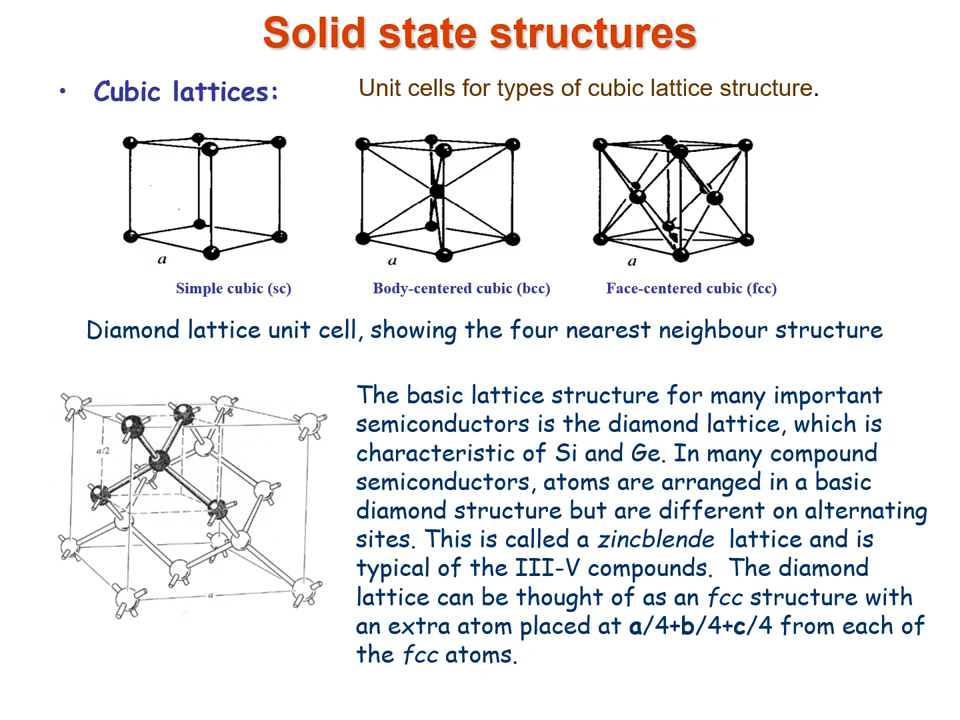 Solid state structures
• Cubic lattices:
Unit cells for types of cubic lattice structure.
a
a
a
Simple cubic (sc)
Body-centered cubic (bcc)
Face-centered cubic (fcc)
Diamond lattice unit cell, showing the four nearest neighbour structure
a/2
a
The basic lattice structure for many important
semiconductors is the diamond lattice, which is
characteristic of Si and Ge. In many compound
semiconductors, atoms are arranged in a basic
diamond structure but are different on alternating
sites. This is called a zincblende lattice and is
typical of the III-V compounds. The diamond
lattice can be thought of as an fcc structure with
an extra atom placed at a/4+b/4+c/4 from each of
the fcc atoms.